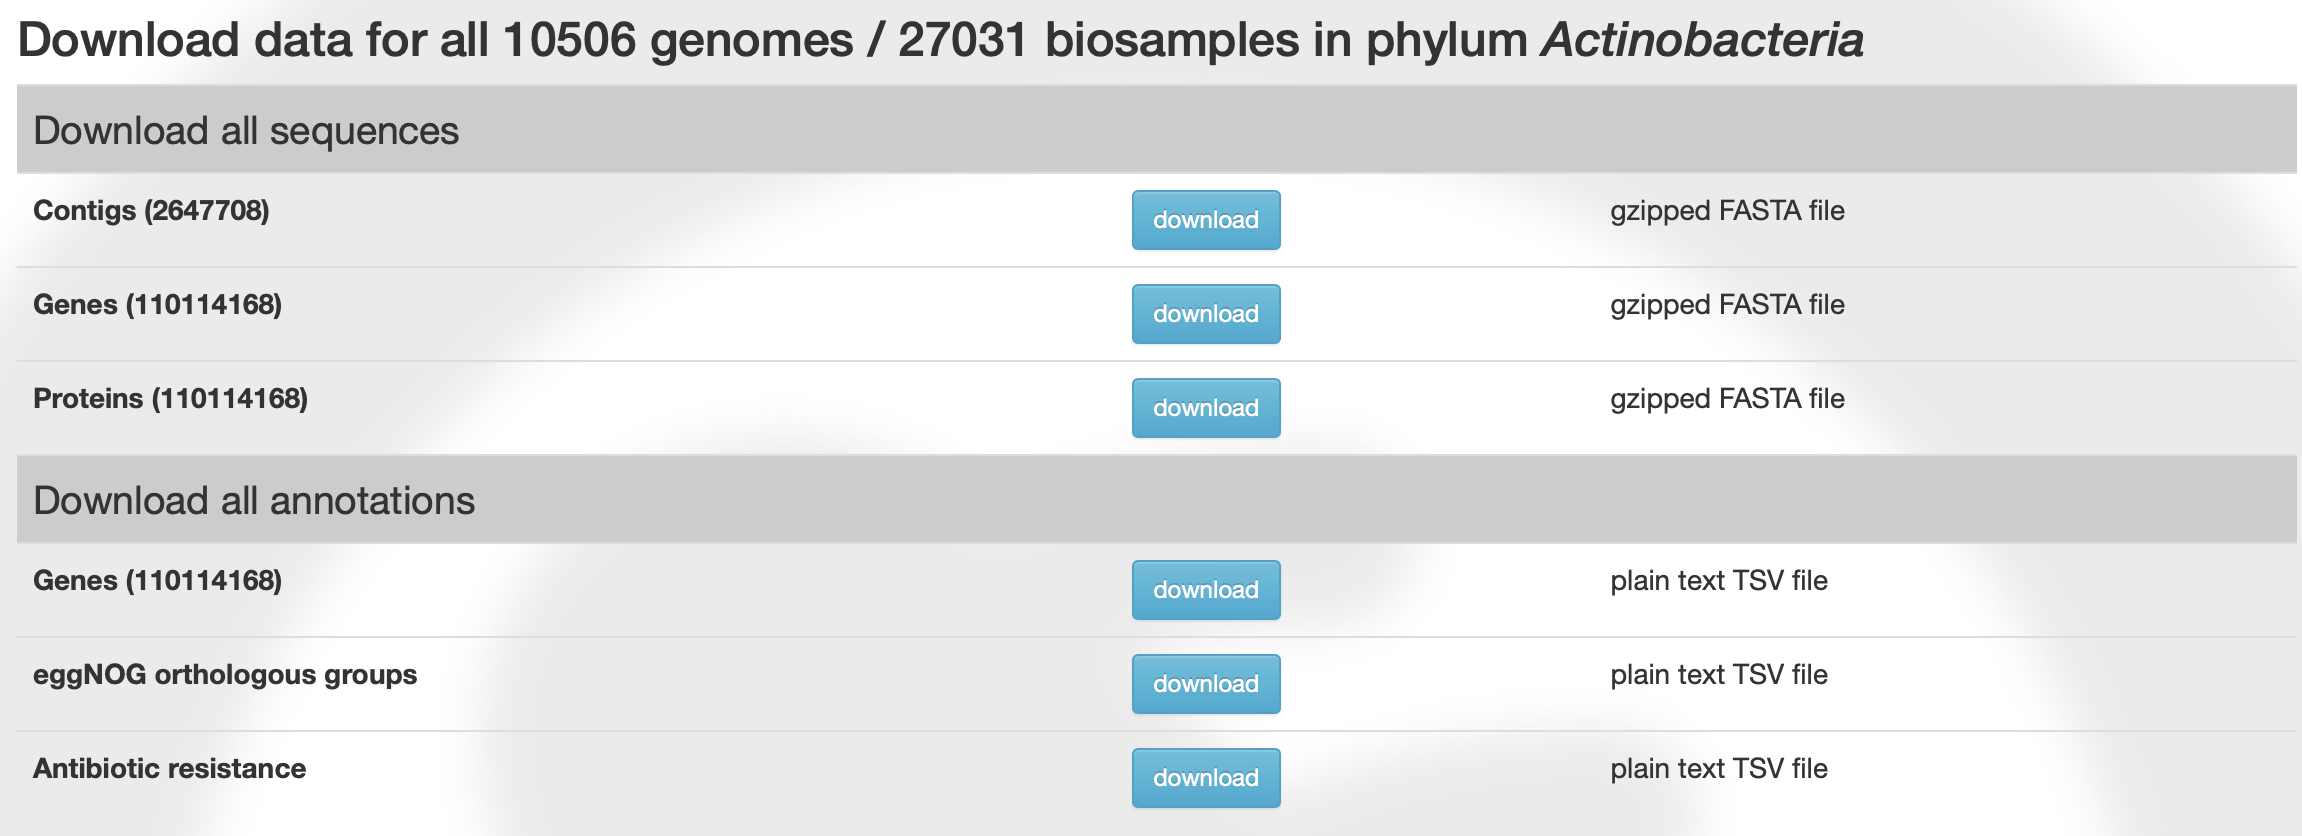 Download data for all 10506 genomes / 27031 biosamples in phylum Actinobacteria
Download all sequences
Contigs (2647708) download gzipped FASTA file
Genes (110114168) download gzipped FASTA file
Proteins (110114168) download gzipped FASTA file
Download all annotations
Genes (110114168) download plain text TSV file
eggNOG orthologous groups download plain text TSV file
Antibiotic resistance download plain text TSV file